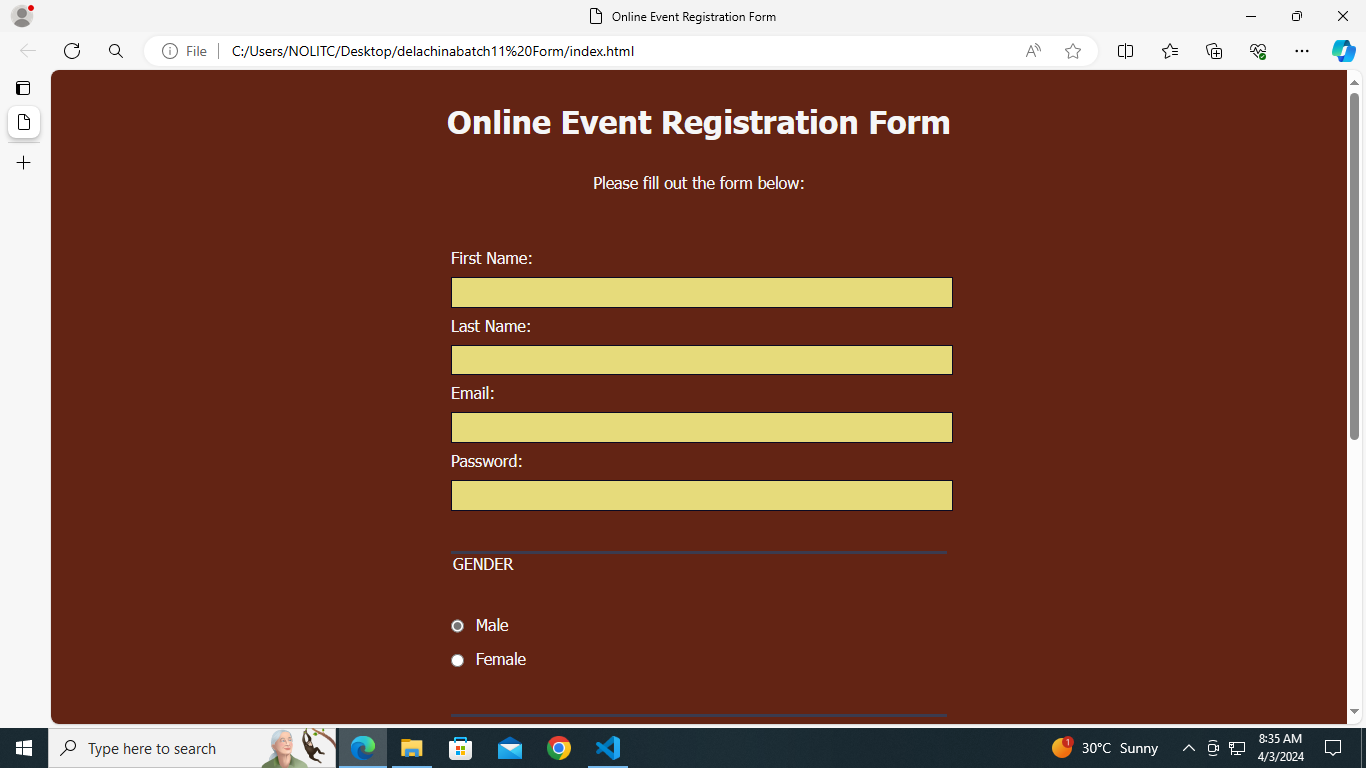 Online Event Registration Form
File
C:/Users/NOLITC/Desktop/delachinabatch11%20Form/index.html
Online Event Registration Form
Please fill out the form below:
First Name:
Last Name:
Email:
Password:
GENDER
Male
Female
Type here to search
1
30°C Sunny
8:35 AM
4/3/2024